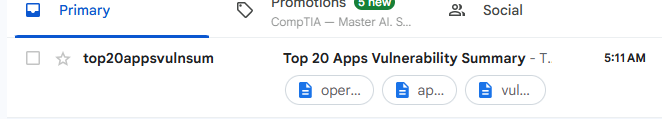 Primary
Promotions 5 new
CompTIA — Master AI. S...
Social
top20appsvulnsum Top 20 Apps Vulnerability Summary - T. 5:11 AM
oper... ap... vul...